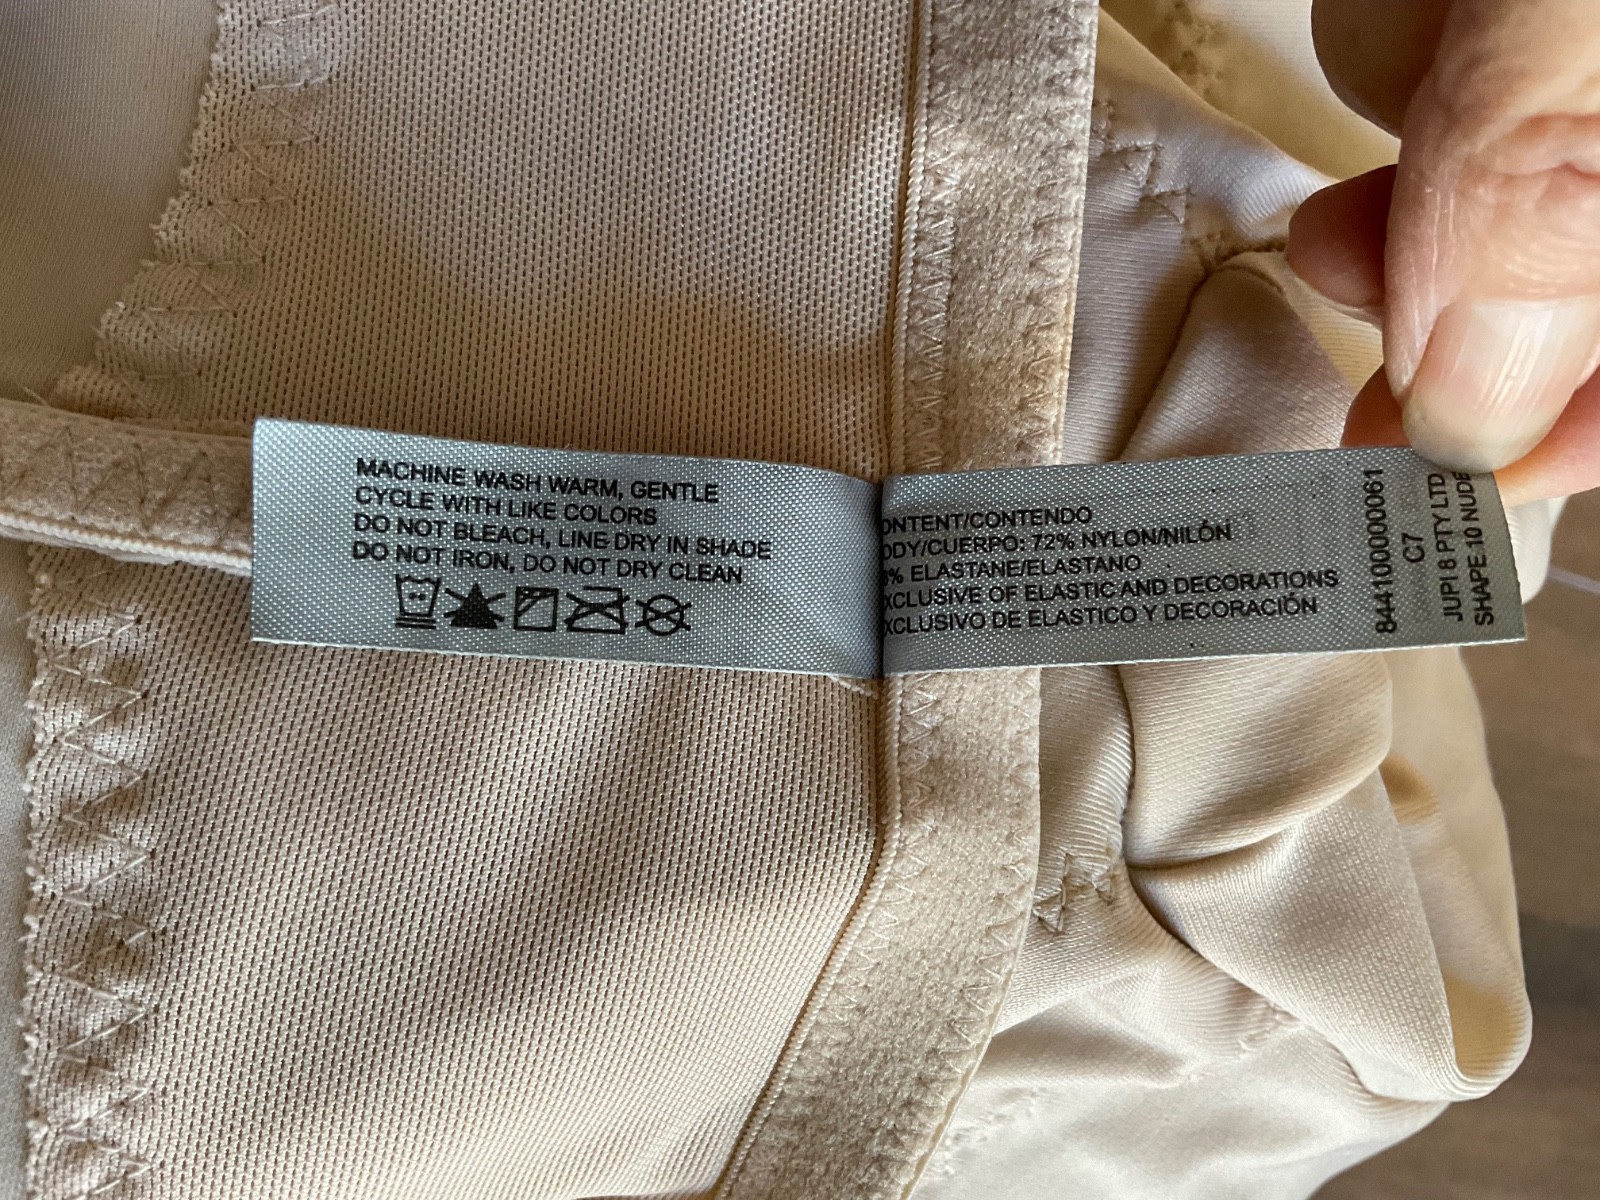 MACHINE WASH WARM, GENTLE
CYCLE WITH LIKE COLORS
DO NOT BLEACH, LINE DRY IN SHADE
DO NOT IRON, DO NOT DRY CLEAN
ONTENT/CONTENDO
ODY/CUERPO: 72% NYLON/NILÓN
8% ELASTANE/ELASTANO
XCLUSIVE OF ELASTIC AND DECORATIONS
XCLUSIVO DE ELASTICO Y DECORACIÓN
84410000061
C7
JUPI 8 PTY LTD
SHAPE 10 NUDE